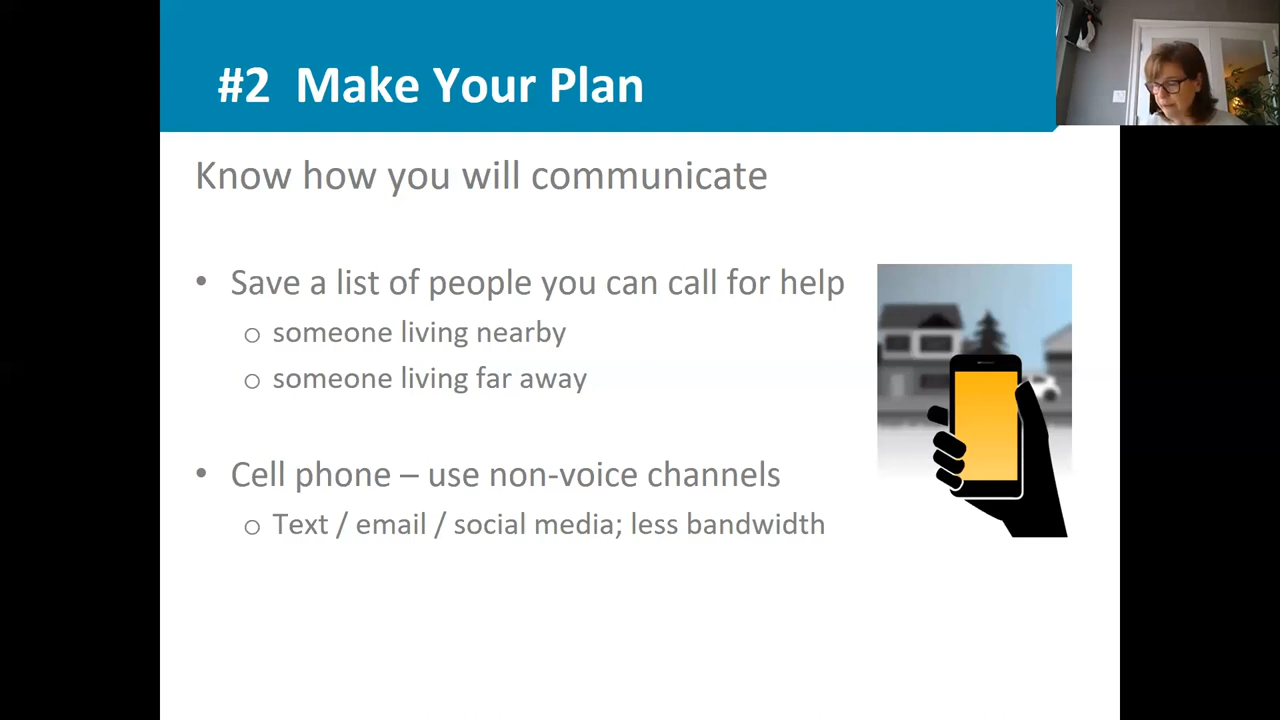 #2 Make Your Plan
Know how you will communicate
• Save a list of people you can call for help
o someone living nearby
o someone living far away
• Cell phone – use non-voice channels
o Text / email / social media; less bandwidth